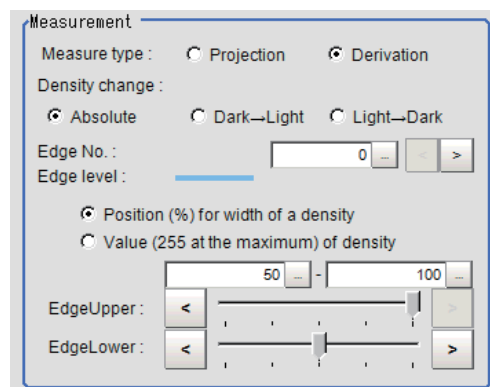 Measurement
Measure type : Projection Derivation
Density change :
Absolute Dark→Light Light→Dark
Edge No. : 0 ... < >
Edge level :
Position (%) for width of a density
Value (255 at the maximum) of density
50 ... - 100 ...
EdgeUpper : < >
EdgeLower : < >